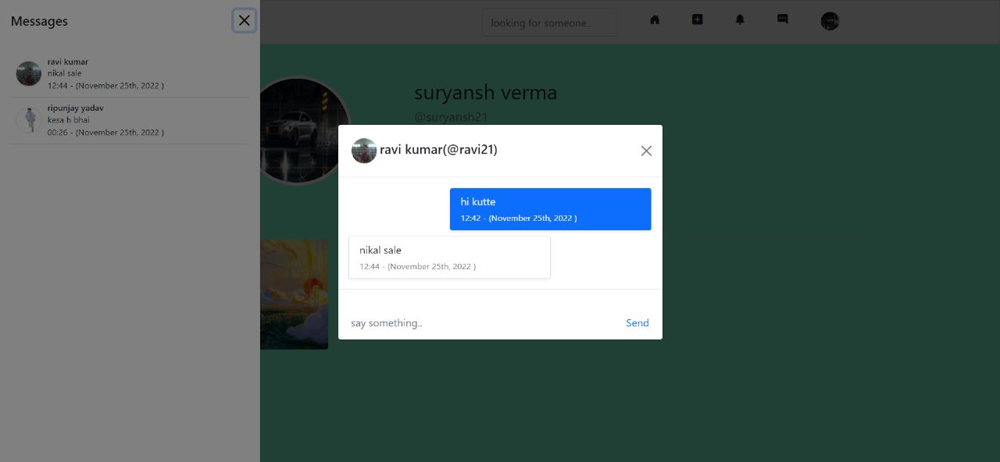 Messages
looking for someone..
ravi kumar
nikal sale
12:44 - (November 25th, 2022 )
ripunjay yadav
kesa h bhai
00:26 - (November 25th, 2022 )
suryansh verma
@suryansh21
ravi kumar(@ravi21)
hi kutte
12:42 - (November 25th, 2022 )
nikal sale
12:44 - (November 25th, 2022 )
say something..
Send